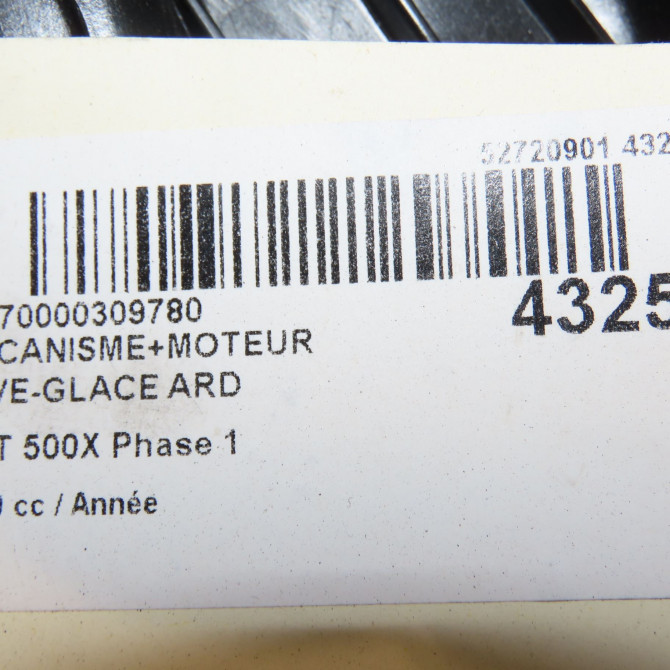 52720901 432
70000309780
4325
CANISME+MOTEUR
VE-GLACE ARD
T 500X Phase 1
cc / Année